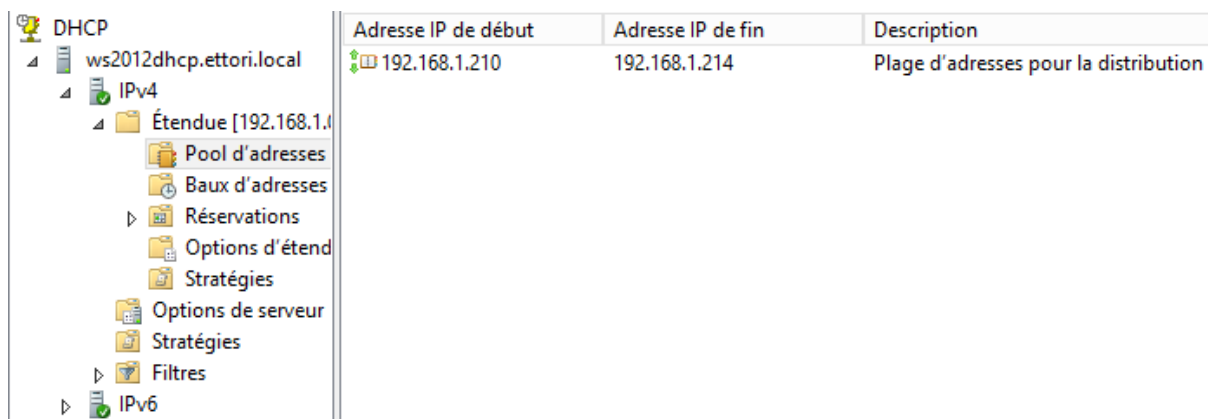 DHCP
ws2012dhcp.ettori.local
IPv4
Étendue [192.168.1.
Pool d'adresses
Baux d'adresses
Réservations
Options d'étend
Stratégies
Options de serveur
Stratégies
Filtres
IPv6
Adresse IP de début Adresse IP de fin Description
192.168.1.210 192.168.1.214 Plage d'adresses pour la distribution